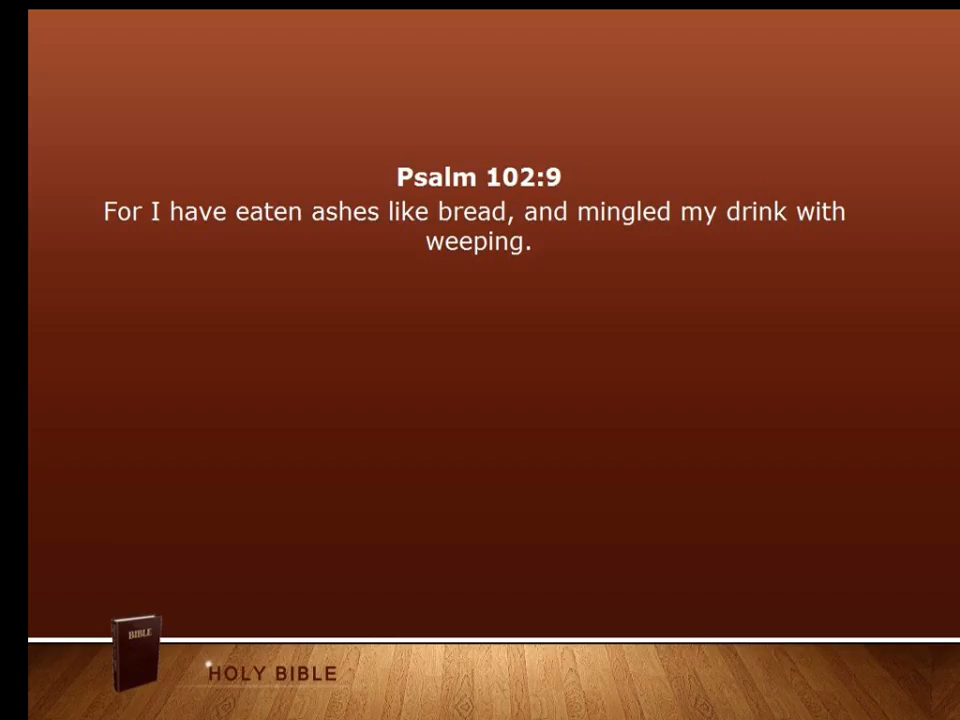 Psalm 102:9
For I have eaten ashes like bread, and mingled my drink with
weeping.
BIBLE
HOLY BIBLE